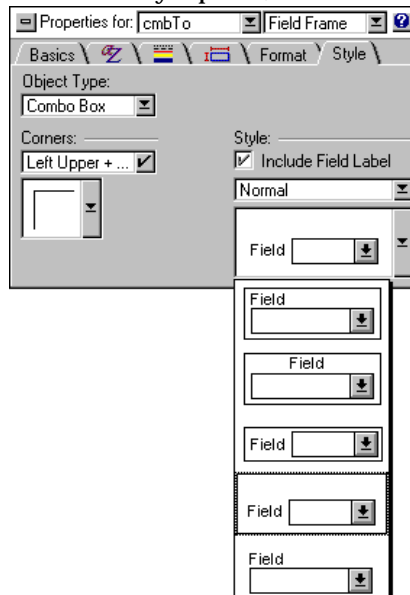 Properties for: cmbTo Field Frame
Basics Format Style
Object Type:
Combo Box
Corners: Style:
Left Upper + ... Include Field Label
Normal
Field
Field
Field
Field
Field
Field